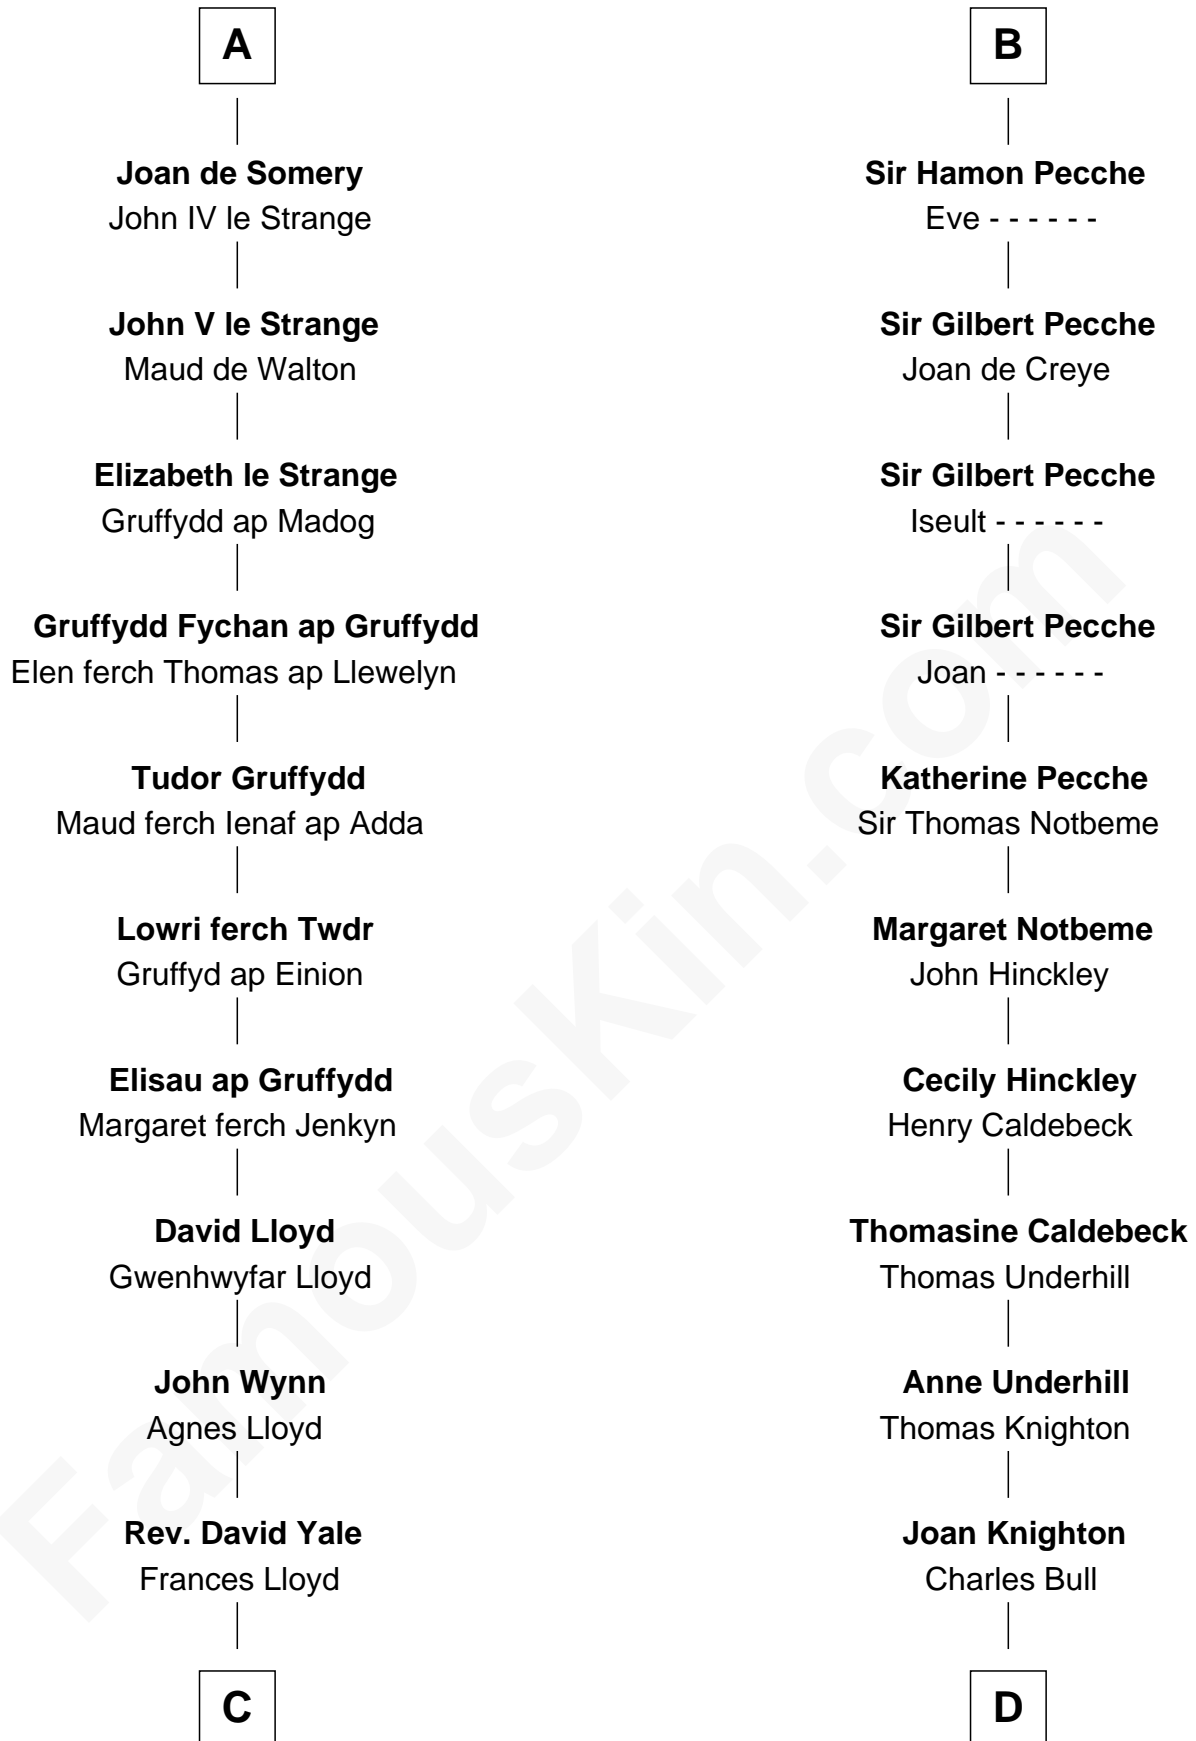 A
Joan de Somery
John IV le Strange
John V le Strange
Maud de Walton
Elizabeth le Strange
Gruffydd ap Madog
Gruffydd Fychan ap Gruffydd
Elen ferch Thomas ap Llewelyn
Tudor Gruffydd
Maud ferch Ienaf ap Adda
Lowri ferch Twdr
Gruffyd ap Einion
Elisau ap Gruffydd
Margaret ferch Jenkyn
David Lloyd
Gwenhwyfar Lloyd
John Wynn
Agnes Lloyd
Rev. David Yale
Frances Lloyd
C
B
Sir Hamon Pecche
Eve - - - - - -
Sir Gilbert Pecche
Joan de Creye
Sir Gilbert Pecche
Iseult - - - - - -
Sir Gilbert Pecche
Joan - - - - - -
Katherine Pecche
Sir Thomas Notbeme
Margaret Notbeme
John Hinckley
Cecily Hinckley
Henry Caldebeck
Thomasine Caldebeck
Thomas Underhill
Anne Underhill
Thomas Knighton
Joan Knighton
Charles Bull
D
FamousKin.com